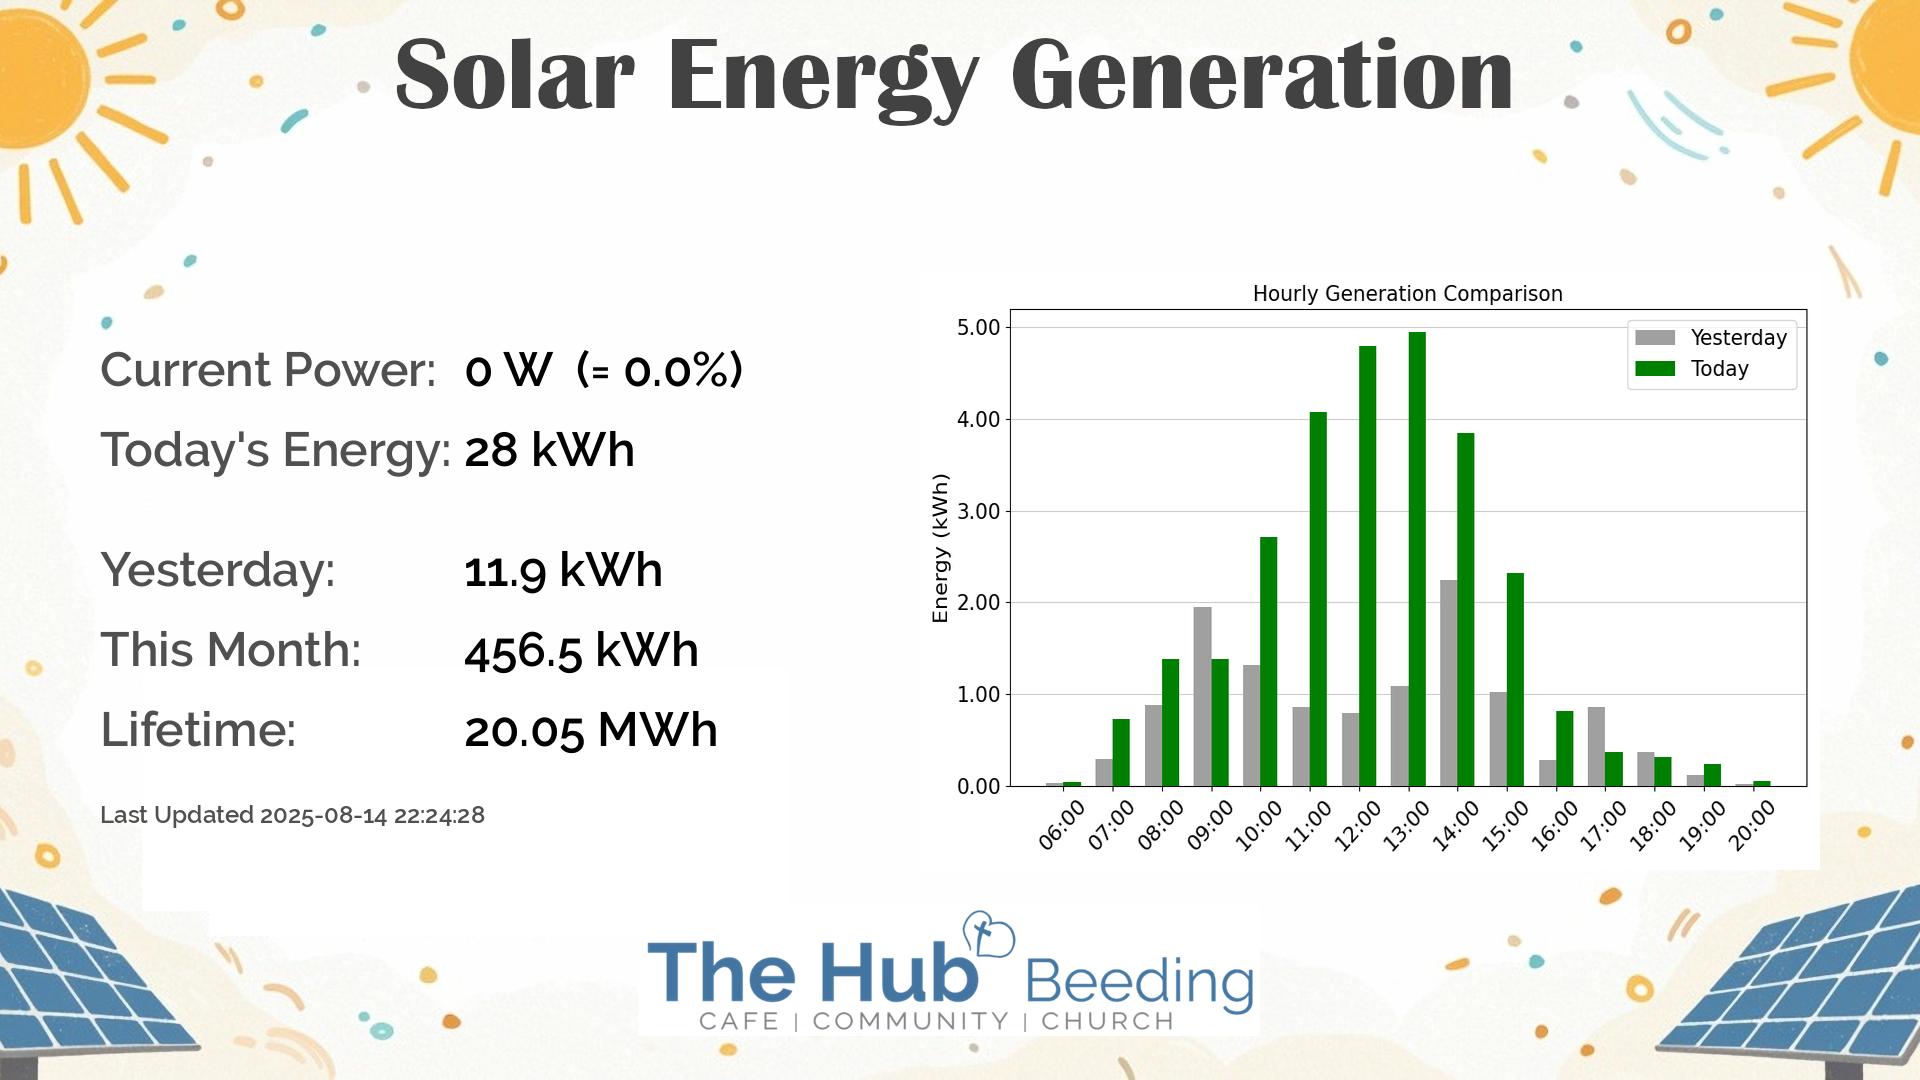 Solar Energy Generation
Current Power: 0 W (= 0.0%)
Today's Energy: 28 kWh
Yesterday: 11.9 kWh
This Month: 456.5 kWh
Lifetime: 20.05 MWh
Last Updated 2025-08-14 22:24:28
Hourly Generation Comparison
Yesterday
Today
Energy (kWh)
5.00
4.00
3.00
2.00
1.00
0.00
06:00 07:00 08:00 09:00 10:00 11:00 12:00 13:00 14:00 15:00 16:00 17:00 18:00 19:00 20:00
The Hub Beeding
CAFE | COMMUNITY | CHURCH